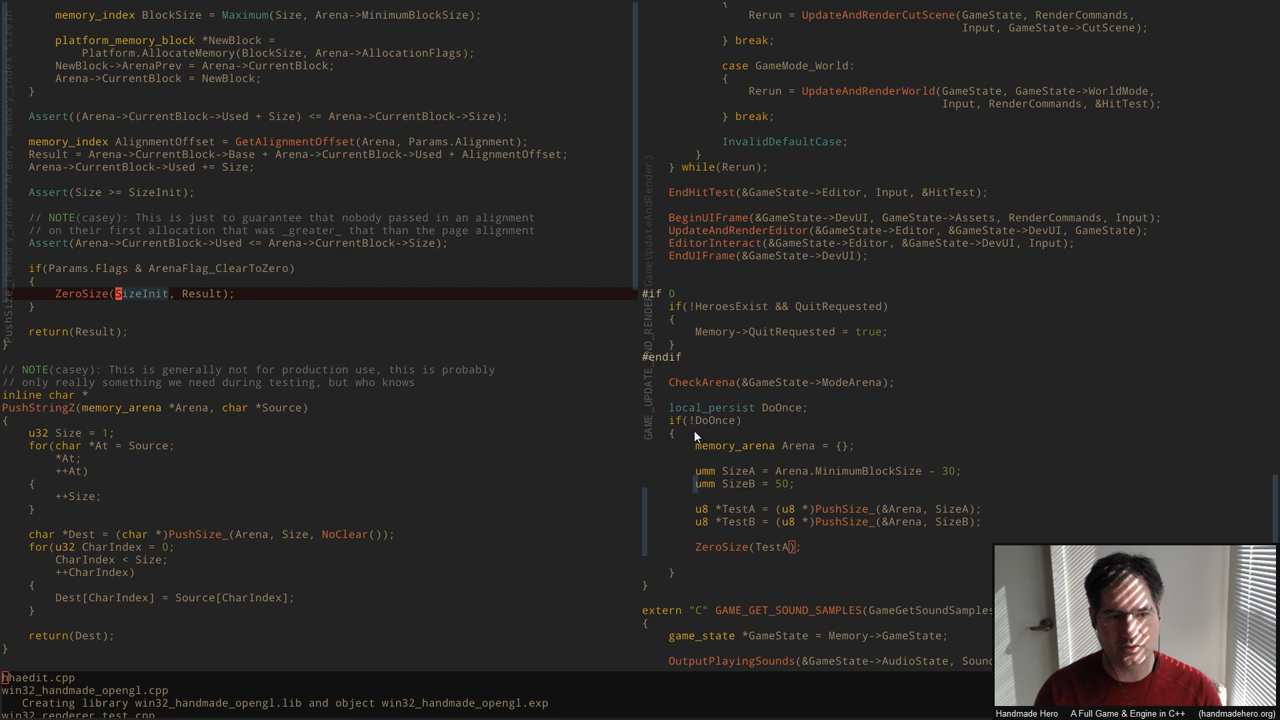 memory_index BlockSize = Maximum(Size, Arena->MinimumBlockSize);
platform_memory_block *NewBlock =
Platform.AllocateMemory(BlockSize, Arena->AllocationFlags);
NewBlock->ArenaPrev = Arena->CurrentBlock;
Arena->CurrentBlock = NewBlock;
}
Assert((Arena->CurrentBlock->Used + Size) <= Arena->CurrentBlock->Size);
memory_index AlignmentOffset = GetAlignmentOffset(Arena, Params.Alignment);
Result = Arena->CurrentBlock->Base + Arena->CurrentBlock->Used + AlignmentOffset;
Arena->CurrentBlock->Used += Size;
Assert(Size >= SizeInit);
// NOTE(casey): This is just to guarantee that nobody passed in an alignment
// on their first allocation that was _greater_ that than the page alignment
Assert(Arena->CurrentBlock->Used <= Arena->CurrentBlock->Size);
if(Params.Flags & ArenaFlag_ClearToZero)
{
ZeroSize(SizeInit, Result);
}
return(Result);
}
// NOTE(casey): This is generally not for production use, this is probably
// only really something we need during testing, but who knows
inline char *
PushStringZ(memory_arena *Arena, char *Source)
{
u32 Size = 1;
for(char *At = Source;
*At;
++At)
{
++Size;
}
char *Dest = (char *)PushSize_(Arena, Size, NoClear());
for(u32 CharIndex = 0;
CharIndex < Size;
++CharIndex)
{
Dest[CharIndex] = Source[CharIndex];
}
return(Dest);
}
{
Rerun = UpdateAndRenderCutScene(GameState, RenderCommands,
Input, GameState->CutScene);
} break;
case GameMode_World:
{
Rerun = UpdateAndRenderWorld(GameState, GameState->WorldMode,
Input, RenderCommands, &HitTest);
} break;
InvalidDefaultCase;
}
} while(Rerun);
EndHitTest(&GameState->Editor, Input, &HitTest);
BeginUIFrame(&GameState->DevUI, GameState->Assets, RenderCommands, Input);
UpdateAndRenderEditor(&GameState->Editor, &GameState->DevUI, GameState);
EditorInteract(&GameState->Editor, &GameState->DevUI, Input);
EndUIFrame(&GameState->DevUI);
#if 0
if(!HeroesExist && QuitRequested)
{
Memory->QuitRequested = true;
}
#endif
CheckArena(&GameState->ModeArena);
local_persist DoOnce;
if(!DoOnce)
{
memory_arena Arena = {};
umm SizeA = Arena.MinimumBlockSize - 30;
umm SizeB = 50;
u8 *TestA = (u8 *)PushSize_(&Arena, SizeA);
u8 *TestB = (u8 *)PushSize_(&Arena, SizeB);
ZeroSize(TestA);
}
}
extern "C" GAME_GET_SOUND_SAMPLES(GameGetSoundSamples
{
game_state *GameState = Memory->GameState;
OutputPlayingSounds(&GameState->AudioState, Soun
hhaedit.cpp
win32_handmade_opengl.cpp
Creating library win32_handmade_opengl.lib and object win32_handmade_opengl.exp
win32_renderer_test.cpp
Handmade Hero A Full Game & Engine in C++ (handmadehero.org)